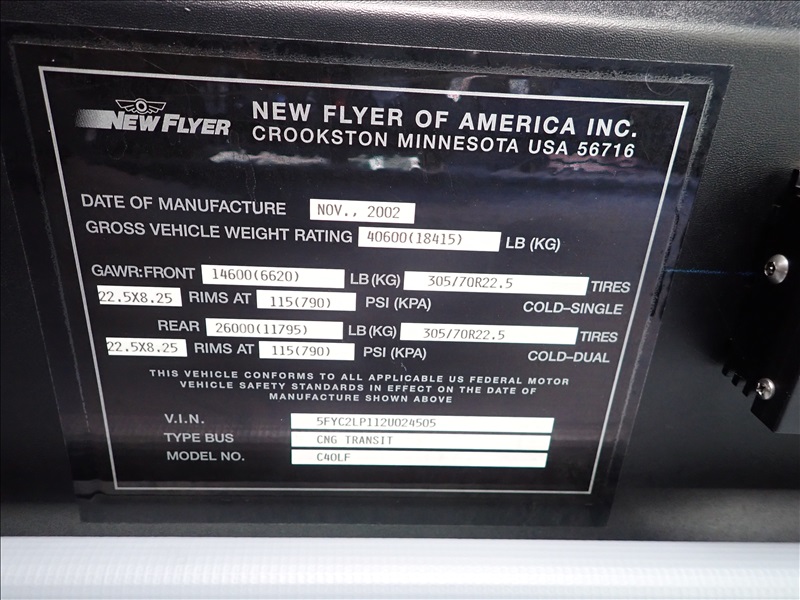 NEW FLYER
NEW FLYER OF AMERICA INC.
CROOKSTON MINNESOTA USA 56716
DATE OF MANUFACTURE NOV., 2002
GROSS VEHICLE WEIGHT RATING 40600(18415) LB (KG)
GAWR:FRONT 14600(6620) LB(KG) 305/70R22.5 TIRES
22.5X8.25 RIMS AT 115(790) PSI (KPA) COLD–SINGLE
REAR 26000(11795) LB(KG) 305/70R22.5 TIRES
22.5X8.25 RIMS AT 115(790) PSI (KPA) COLD–DUAL
THIS VEHICLE CONFORMS TO ALL APPLICABLE US FEDERAL MOTOR
VEHICLE SAFETY STANDARDS IN EFFECT ON THE DATE OF
MANUFACTURE SHOWN ABOVE
V.I.N. 5FYC2LP112U024505
TYPE BUS CNG TRANSIT
MODEL NO. C40LF